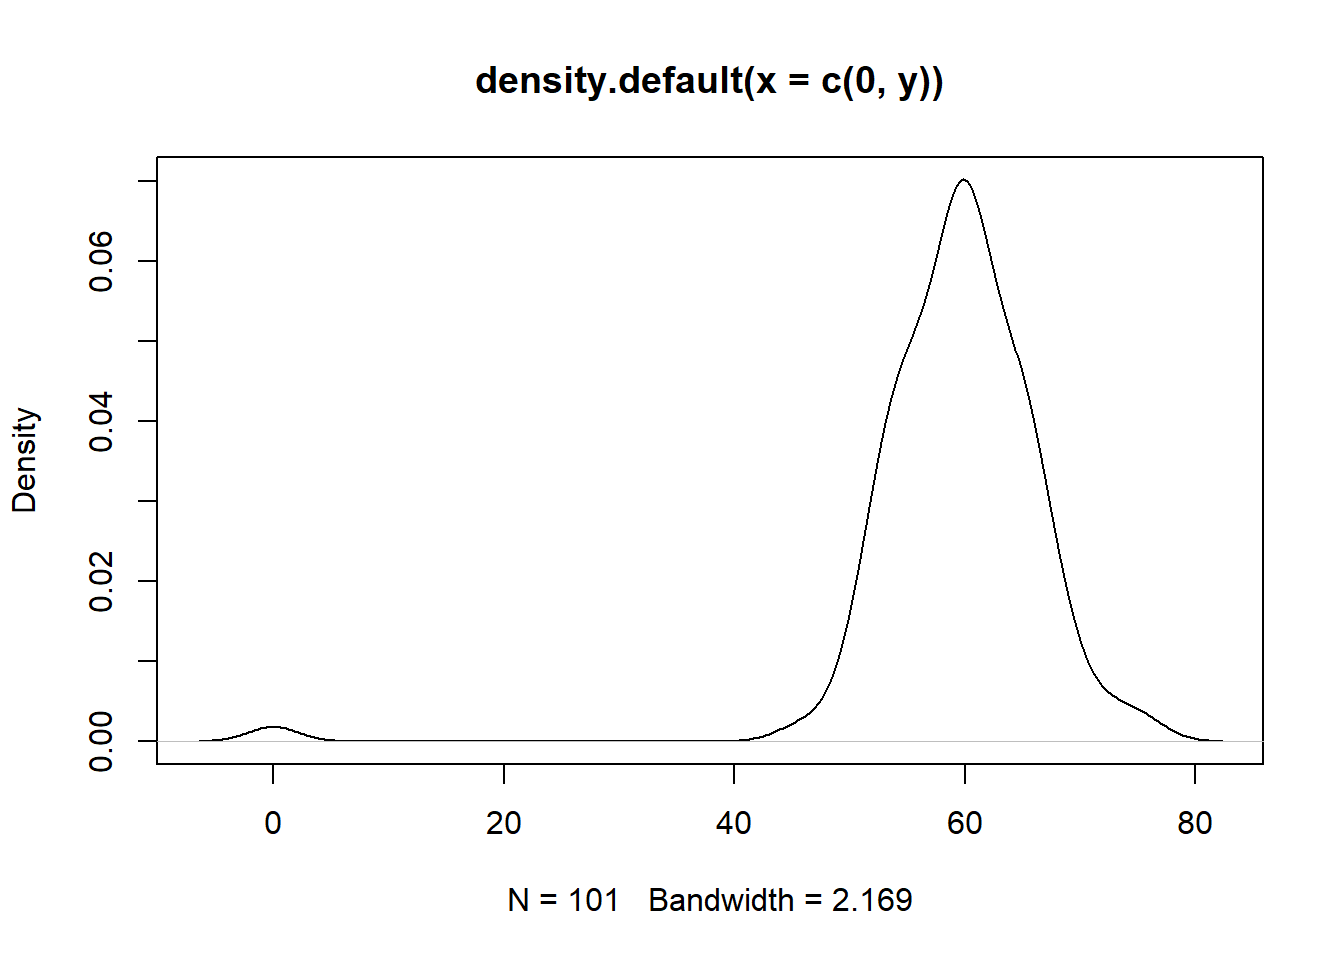 density.default(x = c(0, y))
Density
0.06
0.04
0.02
0.00
0 20 40 60 80
N = 101 Bandwidth = 2.169